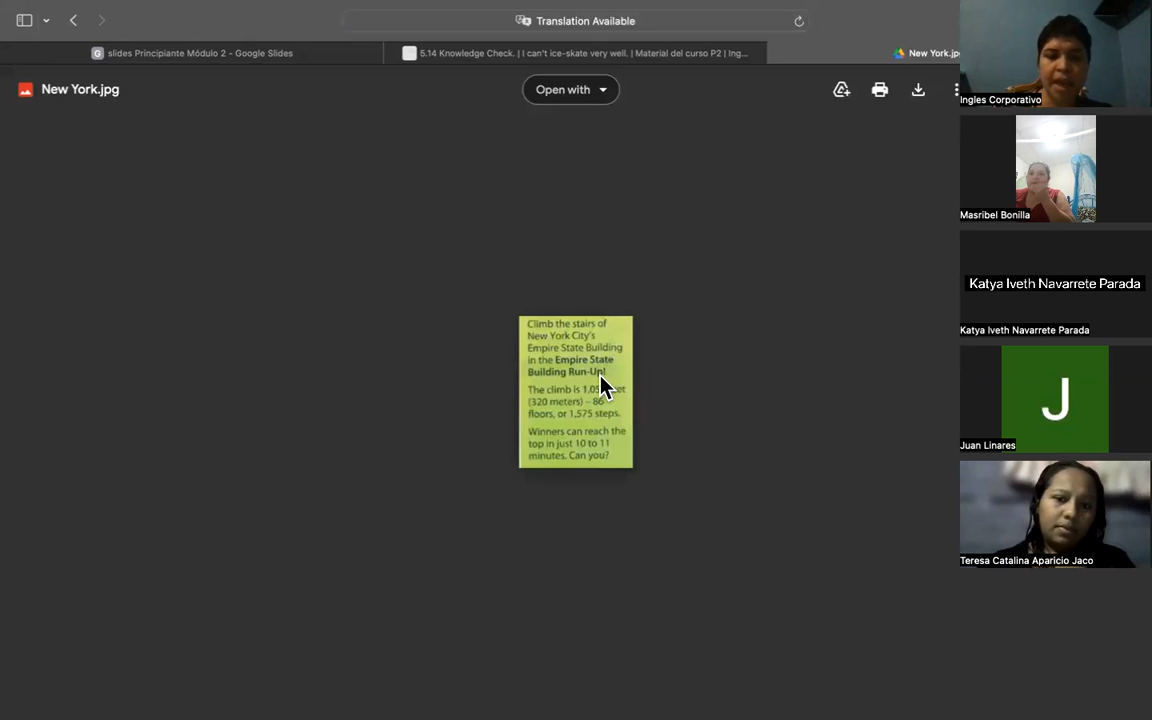 Translation Available
slides Principiante Módulo 2 - Google Slides
5.14 Knowledge Check. | I can't ice-skate very well. | Material del curso P2 | Ing...
New York.jp
New York.jpg
Open with
Climb the stairs of
New York City's
Empire State Building
in the Empire State
Building Run-Up!
The climb is
(320 meters) – 86
floors, or 1,575 steps.
Winners can reach the
top in just 10 to 11
minutes. Can you?
Ingles Corporativo
Masribel Bonilla
Katya Iveth Navarrete Parada
Katya Iveth Navarrete Parada
J
Juan Linares
Teresa Catalina Aparicio Jaco